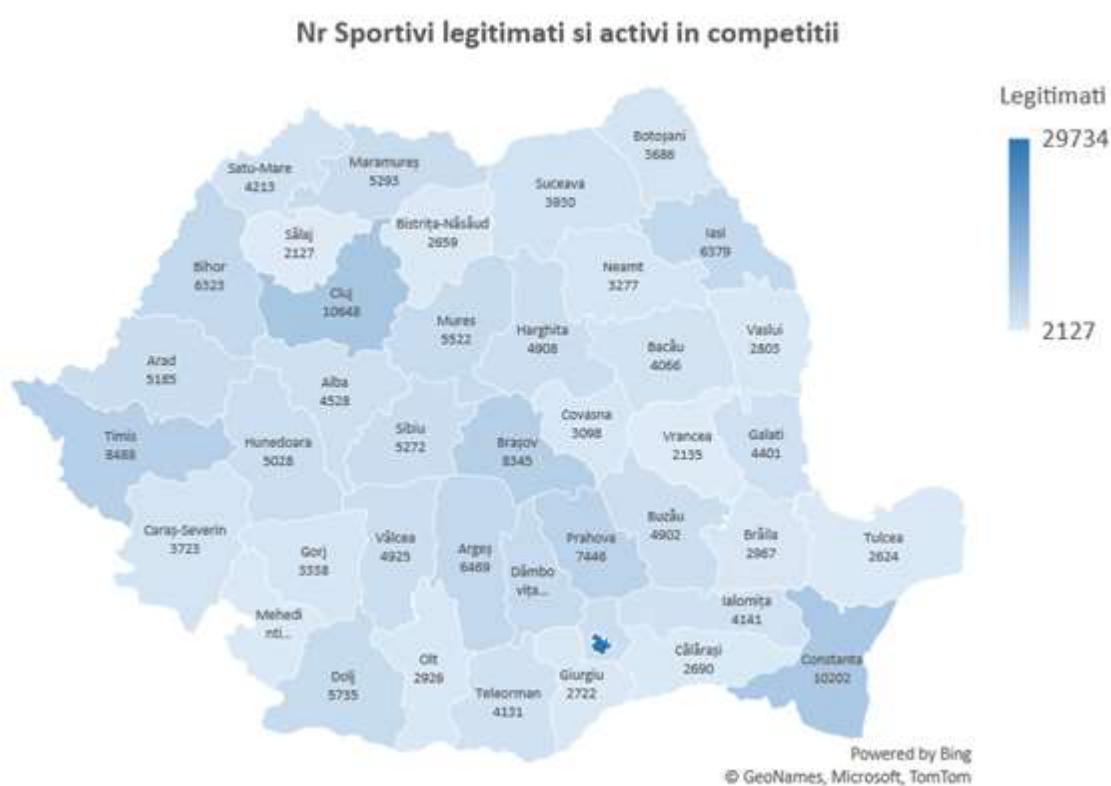 Nr Sportivi legitimati si activi in competitii
Legitimati
29734
2127
Botoșani
3686
Satu-Mare
4213
Maramureș
5293
Suceava
3930
Iasi
6379
Sălaj
2127
Bistrița-Năsăud
2659
Bihor
6323
Neamt
3277
Cluj
10648
Mures
5522
Harghita
4908
Vaslui
2805
Bacău
4066
Arad
5185
Alba
4528
Covasna
3098
Sibiu
5272
Timis
8488
Hunedoara
5028
Brașov
8345
Vrancea
2135
Galati
4401
Caraș-Severin
3723
Vâlcea
4925
Buzău
4902
Prahova
7446
Brăila
2967
Tulcea
2624
Gorj
3338
Argeș
6469
Dâmbo
vița...
Mehedi
nti...
Ialomița
4141
Olt
2926
Călărași
2690
Constanta
10202
Dolj
5735
Giurgiu
2722
Teleorman
4131
Powered by Bing
© GeoNames, Microsoft, TomTom